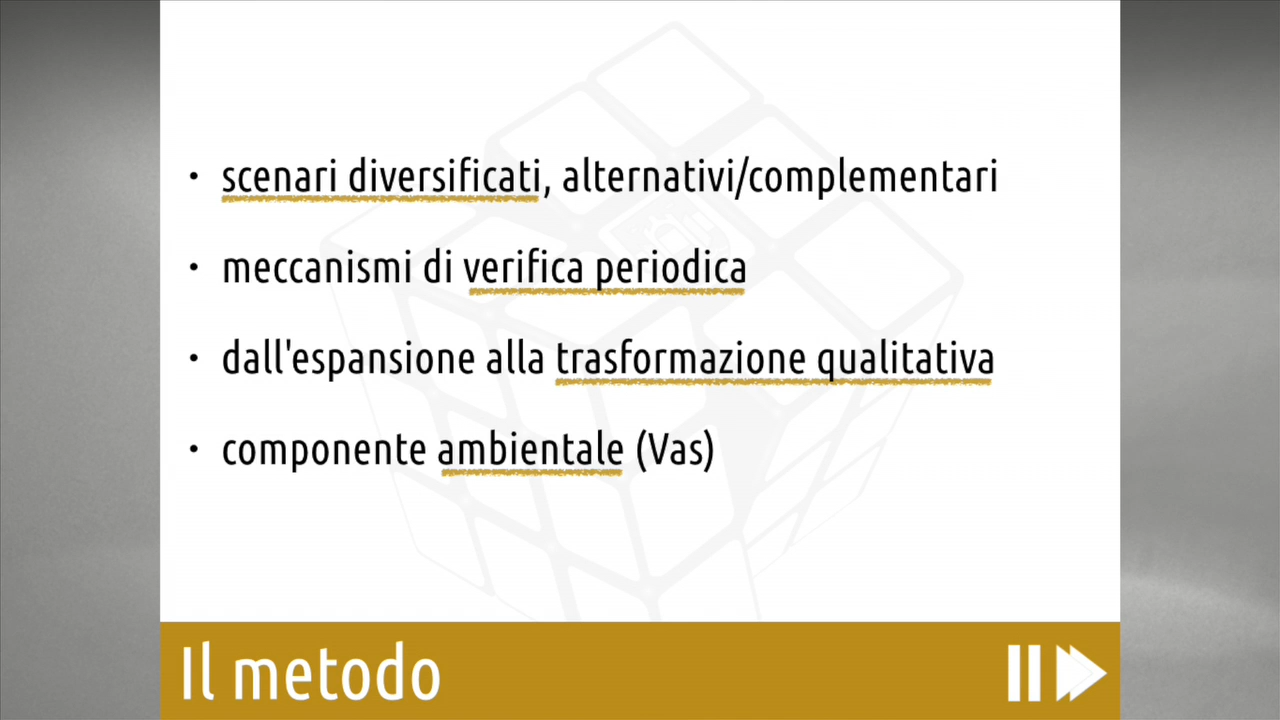 • scenari diversificati, alternativi/complementari
• meccanismi di verifica periodica
• dall'espansione alla trasformazione qualitativa
• componente ambientale (Vas)
Il metodo